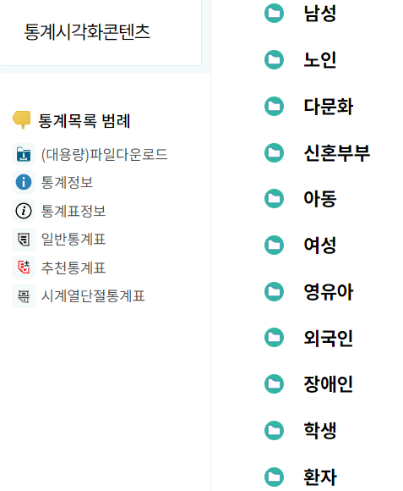 통계시각화콘텐츠
통계목록 범례
(대용량)파일다운로드
통계정보
통계표정보
일반통계표
추천통계표
시계열단절통계표
남성
노인
다문화
신혼부부
아동
여성
영유아
외국인
장애인
학생
환자